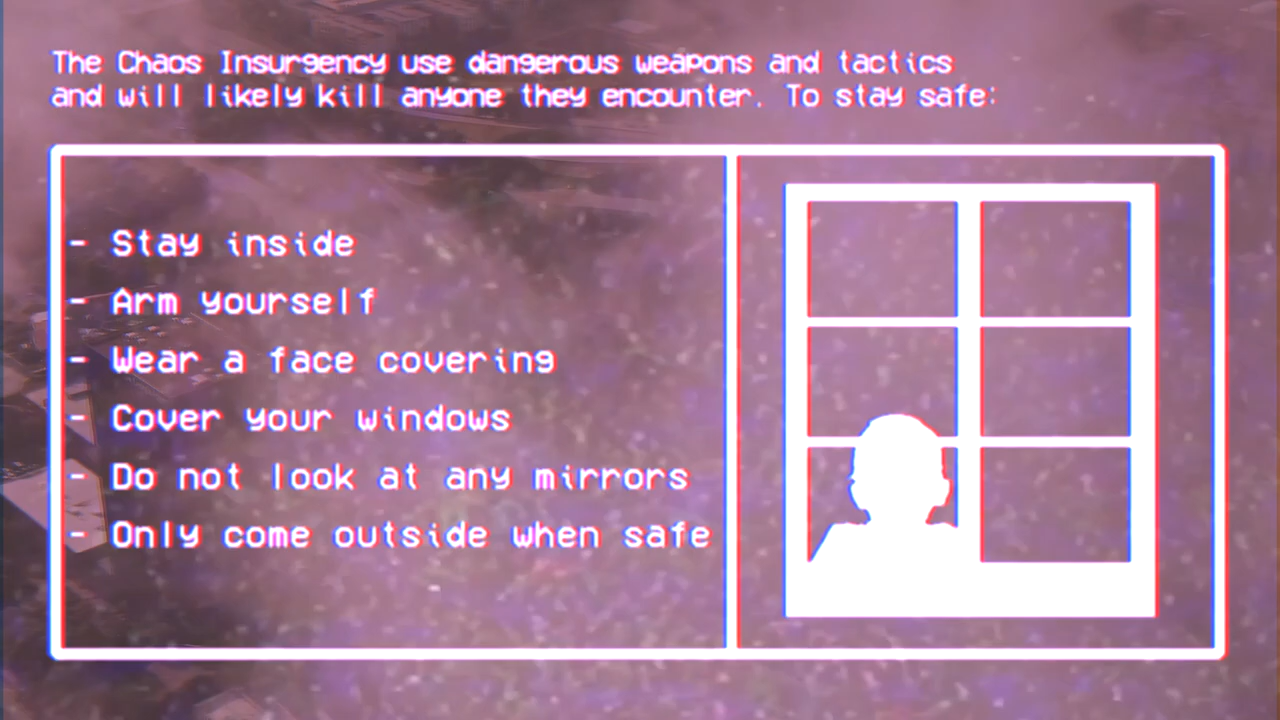 The Chaos Insurgency use dangerous weapons and tactics
and will likely kill anyone they encounter. To stay safe:
- Stay inside
- Arm yourself
- Wear a face covering
- Cover your windows
- Do not look at any mirrors
- Only come outside when safe